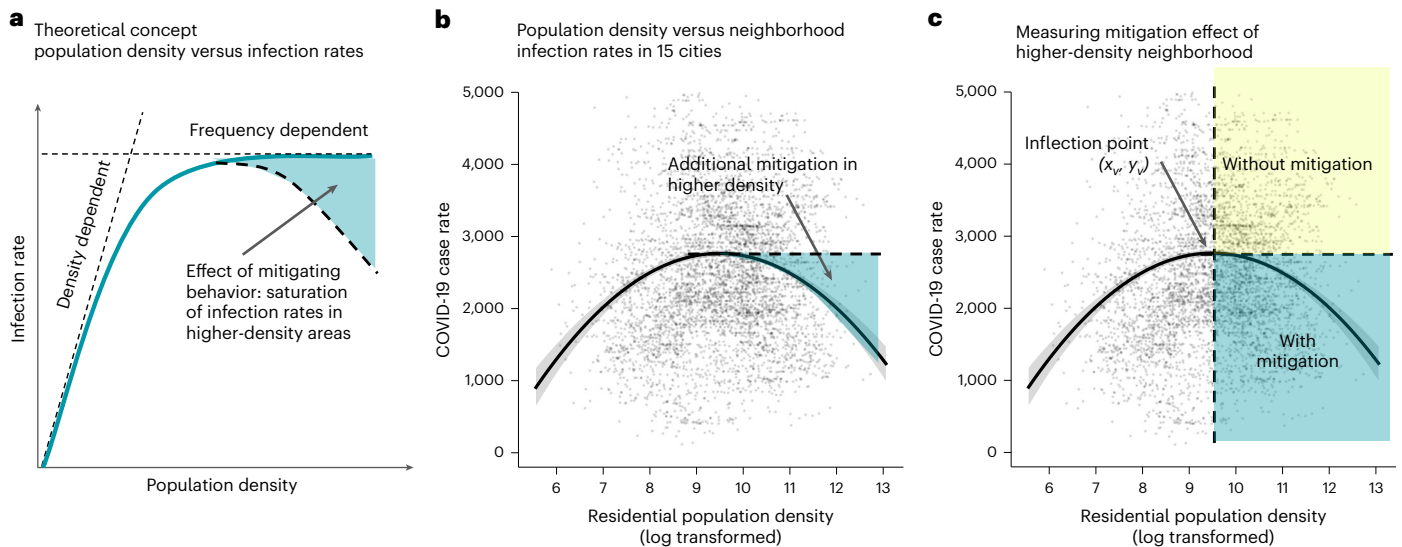 a
Theoretical concept
population density versus infection rates
Infection rate
Density dependent
Frequency dependent
Effect of mitigating
behavior: saturation
of infection rates in
higher-density areas
Population density
b
Population density versus neighborhood
infection rates in 15 cities
COVID-19 case rate
5,000
4,000
3,000
2,000
1,000
0
Additional mitigation in
higher density
6 7 8 9 10 11 12 13
Residential population density
(log transformed)
c
Measuring mitigation effect of
higher-density neighborhood
COVID-19 case rate
5,000
4,000
3,000
2,000
1,000
0
Inflection point
(xv, yv)
Without mitigation
With
mitigation
6 7 8 9 10 11 12 13
Residential population density
(log transformed)